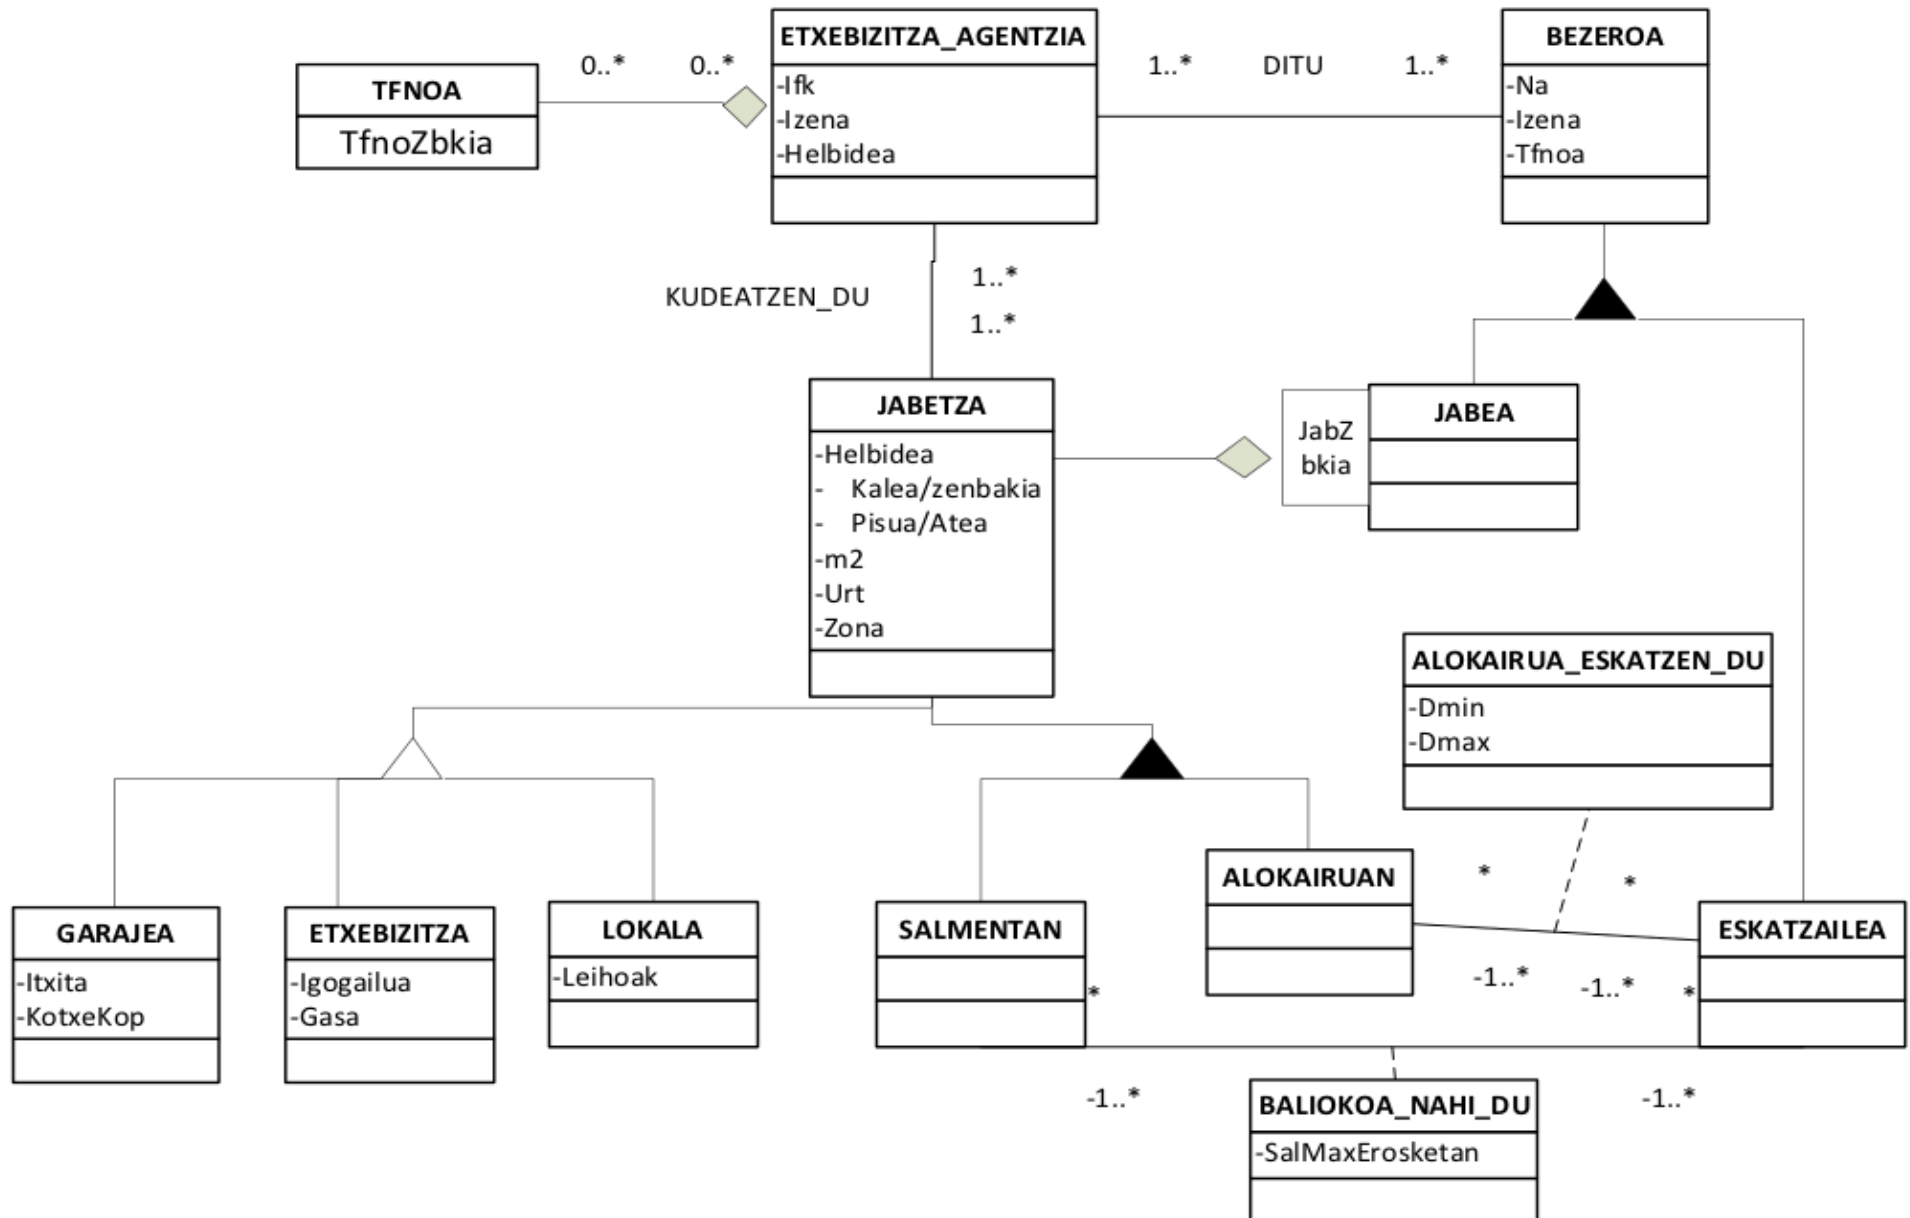 ETXEBIZITZA_AGENTZIA
-Ifk
-Izena
-Helbidea
BEZEROA
-Na
-Izena
-Tfnoa
TFNOA
TfnoZbkia
0..*
0..*
1..*
DITU
1..*
KUDEATZEN_DU
1..*
1..*
JABETZA
-Helbidea
- Kalea/zenbakia
- Pisua/Atea
-m2
-Urt
-Zona
JabZ
bkia
JABEA
ALOKAIRUA_ESKATZEN_DU
-Dmin
-Dmax
GARAJEA
-Itxita
-KotxeKop
ETXEBIZITZA
-Igogailua
-Gasa
LOKALA
-Leihoak
SALMENTAN
ALOKAIRUAN
*
*
ESKATZAILEA
-1..*
-1..*
*
*
-1..*
-1..*
BALIOKOA_NAHI_DU
-SalMaxErosketan